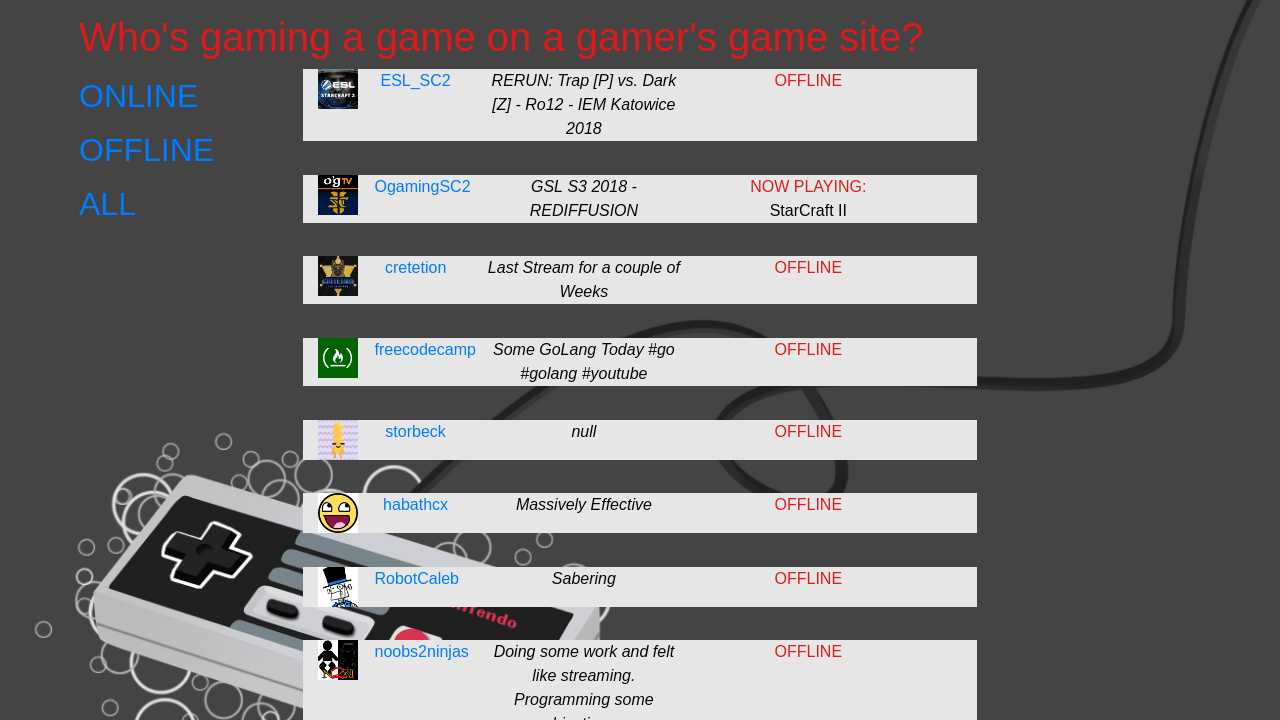 Who's gaming a game on a gamer's game site?
ONLINE
OFFLINE
ALL
ESL
STARCRAFT 2
ESL_SC2
RERUN: Trap [P] vs. Dark
[Z] - Ro12 - IEM Katowice
2018
OFFLINE
OgamingSC2
GSL S3 2018 -
REDIFFUSION
NOW PLAYING:
StarCraft II
cretetion
Last Stream for a couple of
Weeks
OFFLINE
freecodecamp
Some GoLang Today #go
#golang #youtube
OFFLINE
storbeck
null
OFFLINE
habathcx
Massively Effective
OFFLINE
RobotCaleb
Sabering
OFFLINE
noobs2ninjas
Doing some work and felt
like streaming.
Programming some
OFFLINE